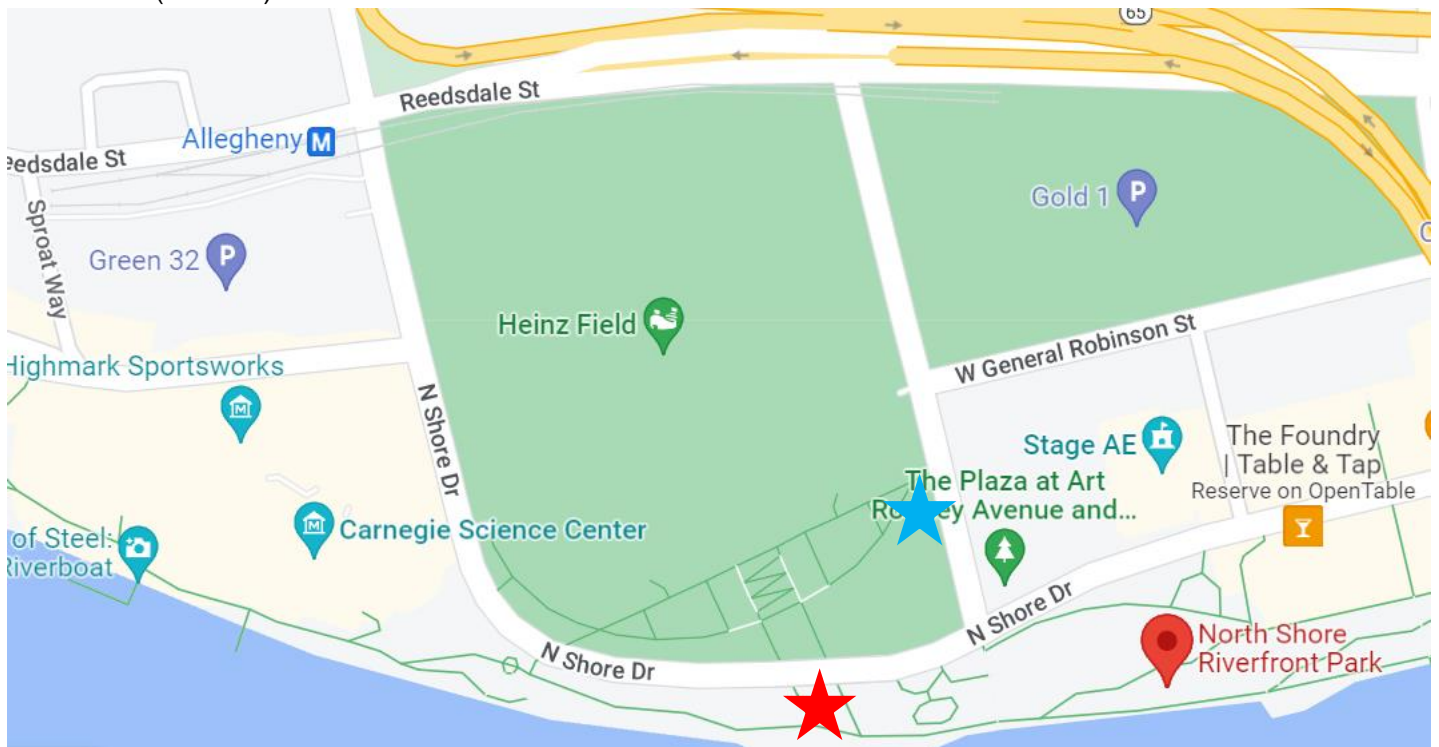 65
Reedsdale St
Allegheny M
eedsdale St
Sproat Way
Green 32 P
Gold 1 P
Heinz Field
W General Robinson St
Highmark Sportsworks
M
N Shore Dr
Stage AE
The Foundry
| Table & Tap
Reserve on OpenTable
The Plaza at Art
Avenue and...
M
Carnegie Science Center
of Steel:
Riverboat
N Shore Dr
N Shore Dr
North Shore
Riverfront Park